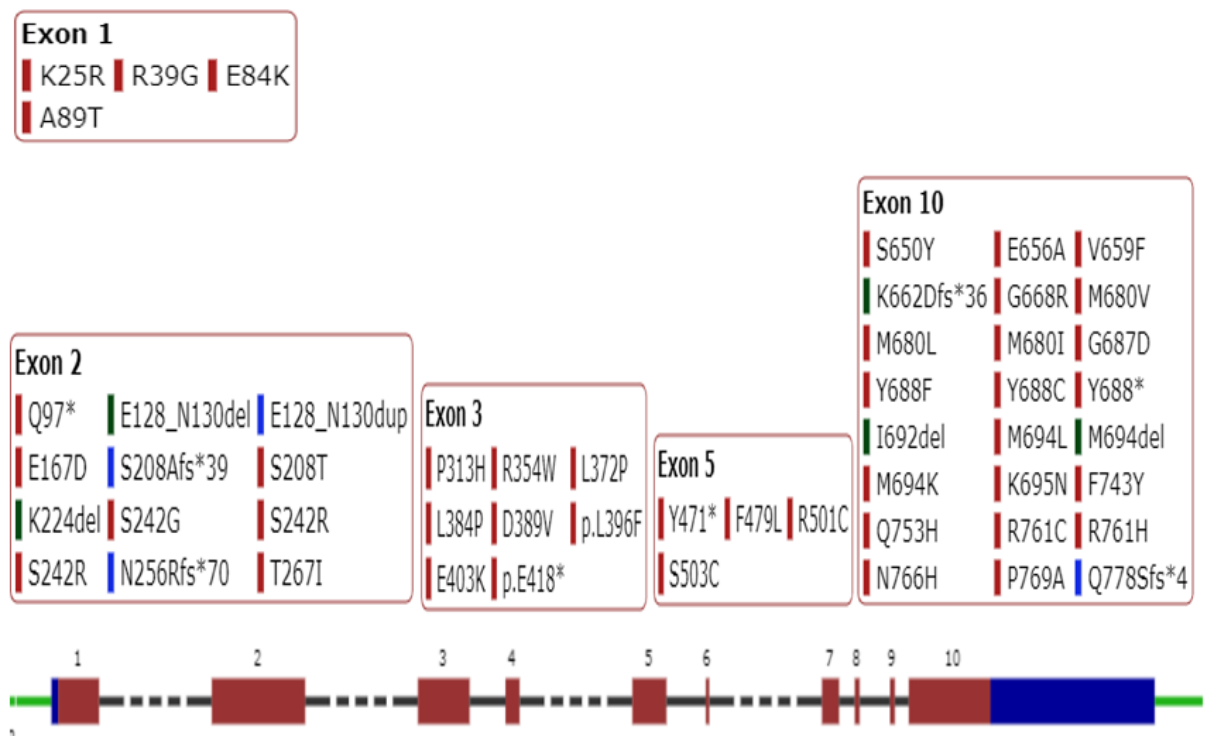 Exon 1
K25R R39G E84K
A89T
Exon 10
S650Y E656A V659F
K662Dfs*36 G668R M680V
M680L M680I G687D
Y688F Y688C Y688*
I692del M694L M694del
M694K K695N F743Y
Q753H R761C R761H
N766H P769A Q778Sfs*4
Exon 2
Q97* E128_N130del E128_N130dup
E167D S208Afs*39 S208T
K224del S242G S242R
S242R N256Rfs*70 T267I
Exon 3
P313H R354W L372P
L384P D389V p.L396F
E403K p.E418*
Exon 5
Y471* F479L R501C
S503C
1 2 3 4 5 6 7 8 9 10